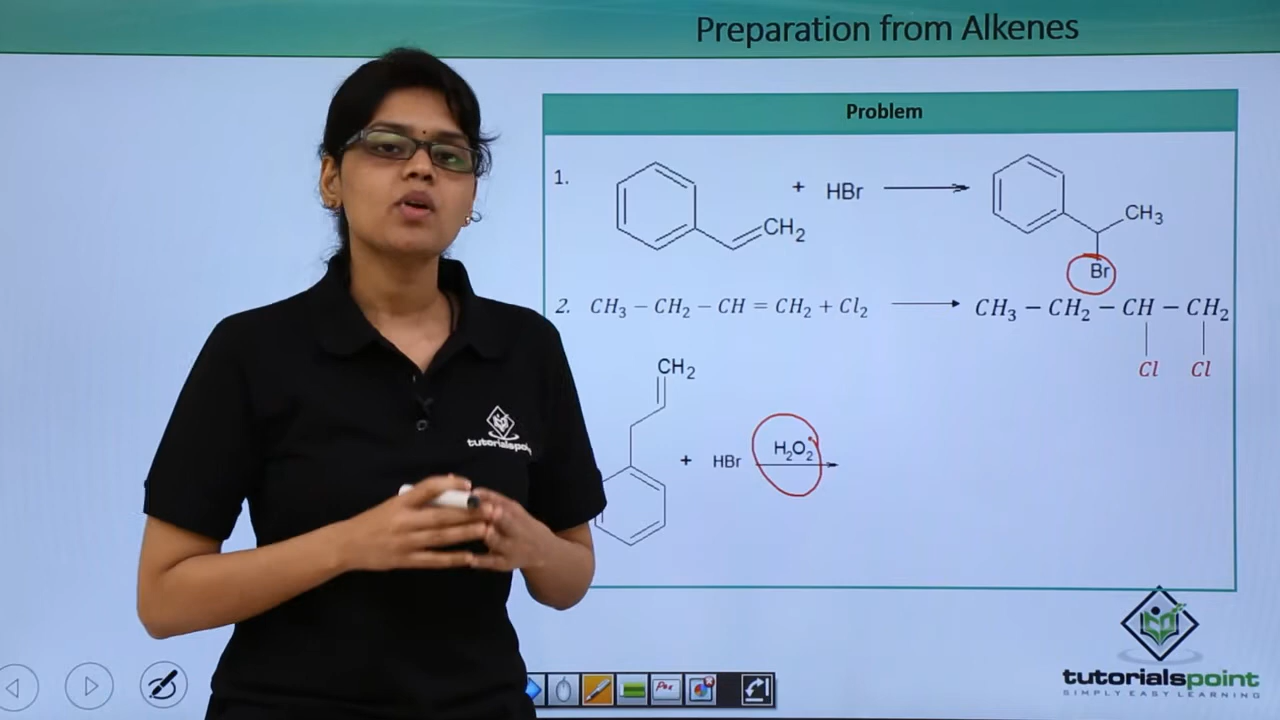 Preparation from Alkenes
Problem
1. + HBr CH₂ CH₃
Br
2. CH₃ − CH₂ − CH = CH₂ + Cl₂ CH₃ − CH₂ − CH − CH₂
Cl Cl
CH₂
+ HBr H₂O₂
tutorialspoint
tutorialspoint
SIMPLY EASY LEARNING